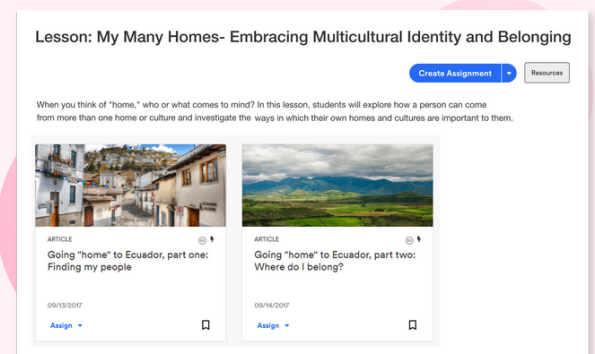 Lesson: My Many Homes- Embracing Multicultural Identity and Belonging
Create Assignment
Resources
When you think of "home," who or what comes to mind? In this lesson, students will explore how a person can come
from more than one home or culture and investigate the ways in which their own homes and cultures are important to them.
ARTICLE
Going "home" to Ecuador, part one:
Finding my people
09/13/2017
Assign
ARTICLE
Going "home" to Ecuador, part two:
Where do I belong?
09/14/2017
Assign